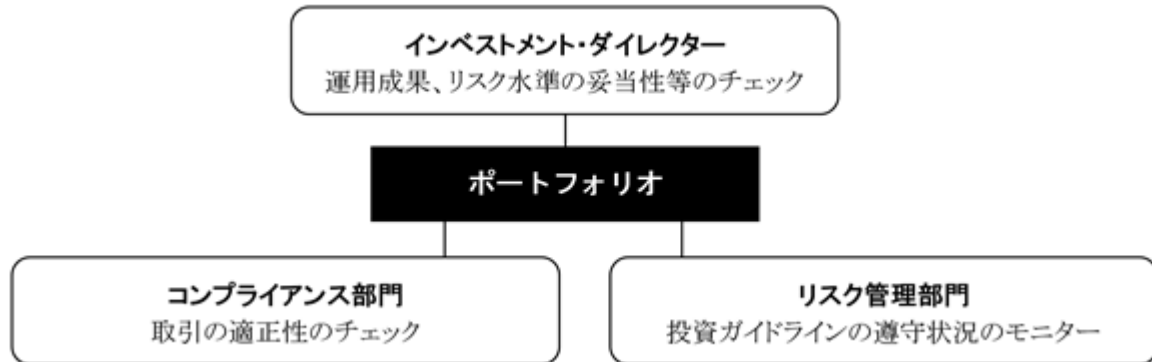 インベストメント・ダイレクター
運用成果、リスク水準の妥当性等のチェック
ポートフォリオ
コンプライアンス部門
取引の適正性のチェック
リスク管理部門
投資ガイドラインの遵守状況のモニター